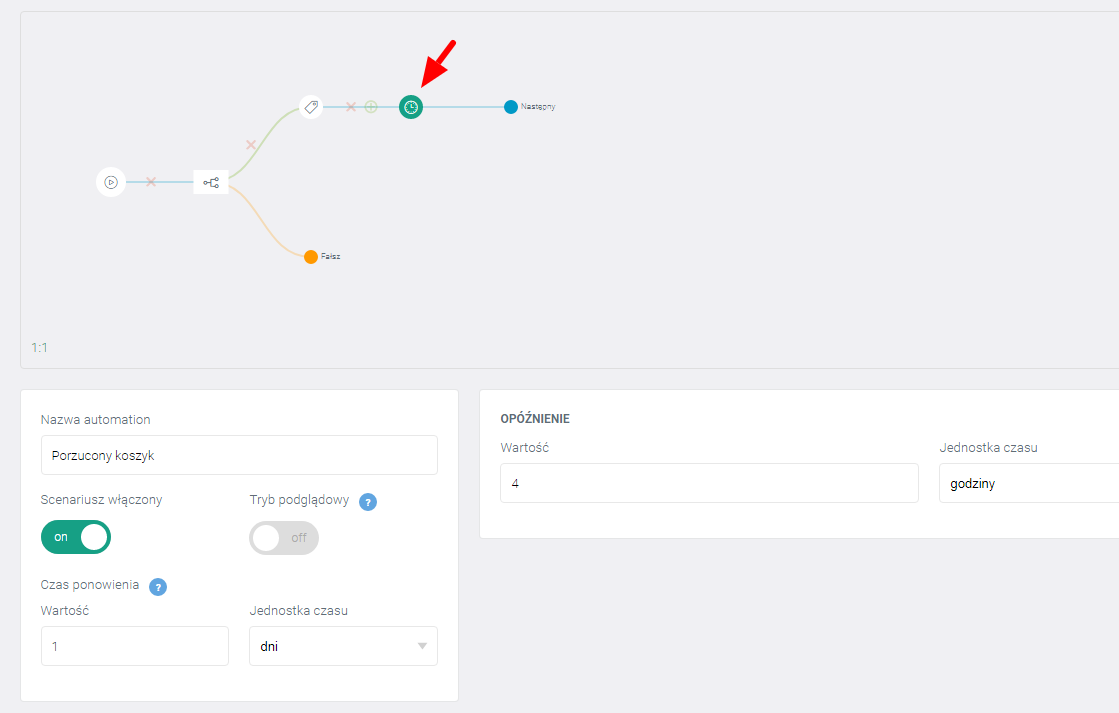 Następny
Fałsz
1:1
Nazwa automation
Porzucony koszyk
Scenariusz włączony
Tryb podglądowy ?
on
off
Czas ponowienia ?
Wartość
Jednostka czasu
1
dni
OPÓŹNIENIE
Wartość
Jednostka czasu
4
godziny